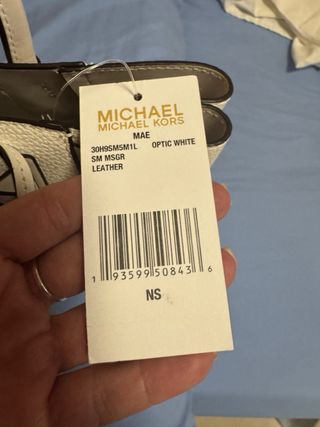 MICHAEL
MICHAEL KORS
MAE
30H9SM5M1L OPTIC WHITE
SM MSGR
LEATHER
1 93599 50843 6
NS